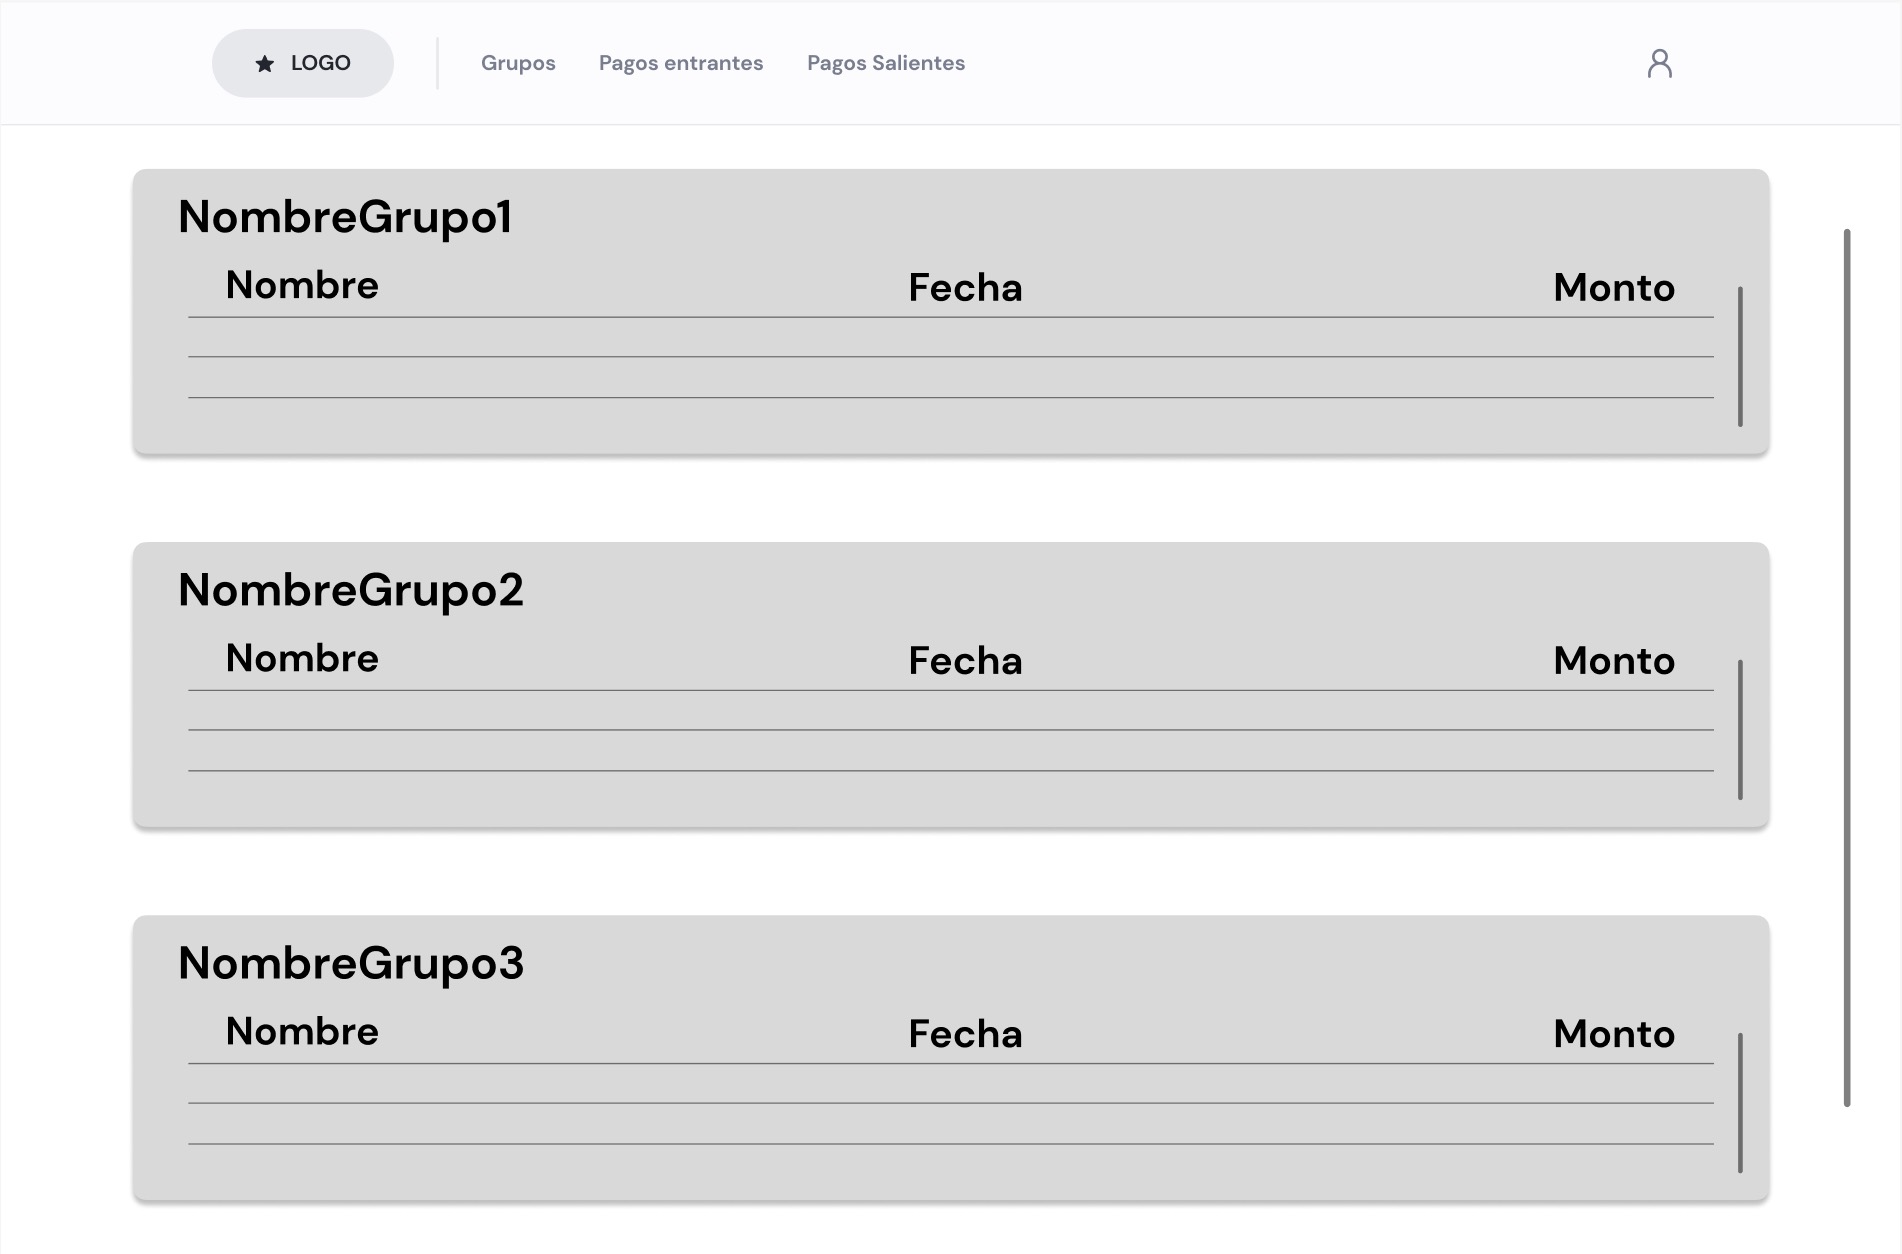 LOGO Grupos Pagos entrantes Pagos Salientes
NombreGrupo1
Nombre Fecha Monto
NombreGrupo2
Nombre Fecha Monto
NombreGrupo3
Nombre Fecha Monto